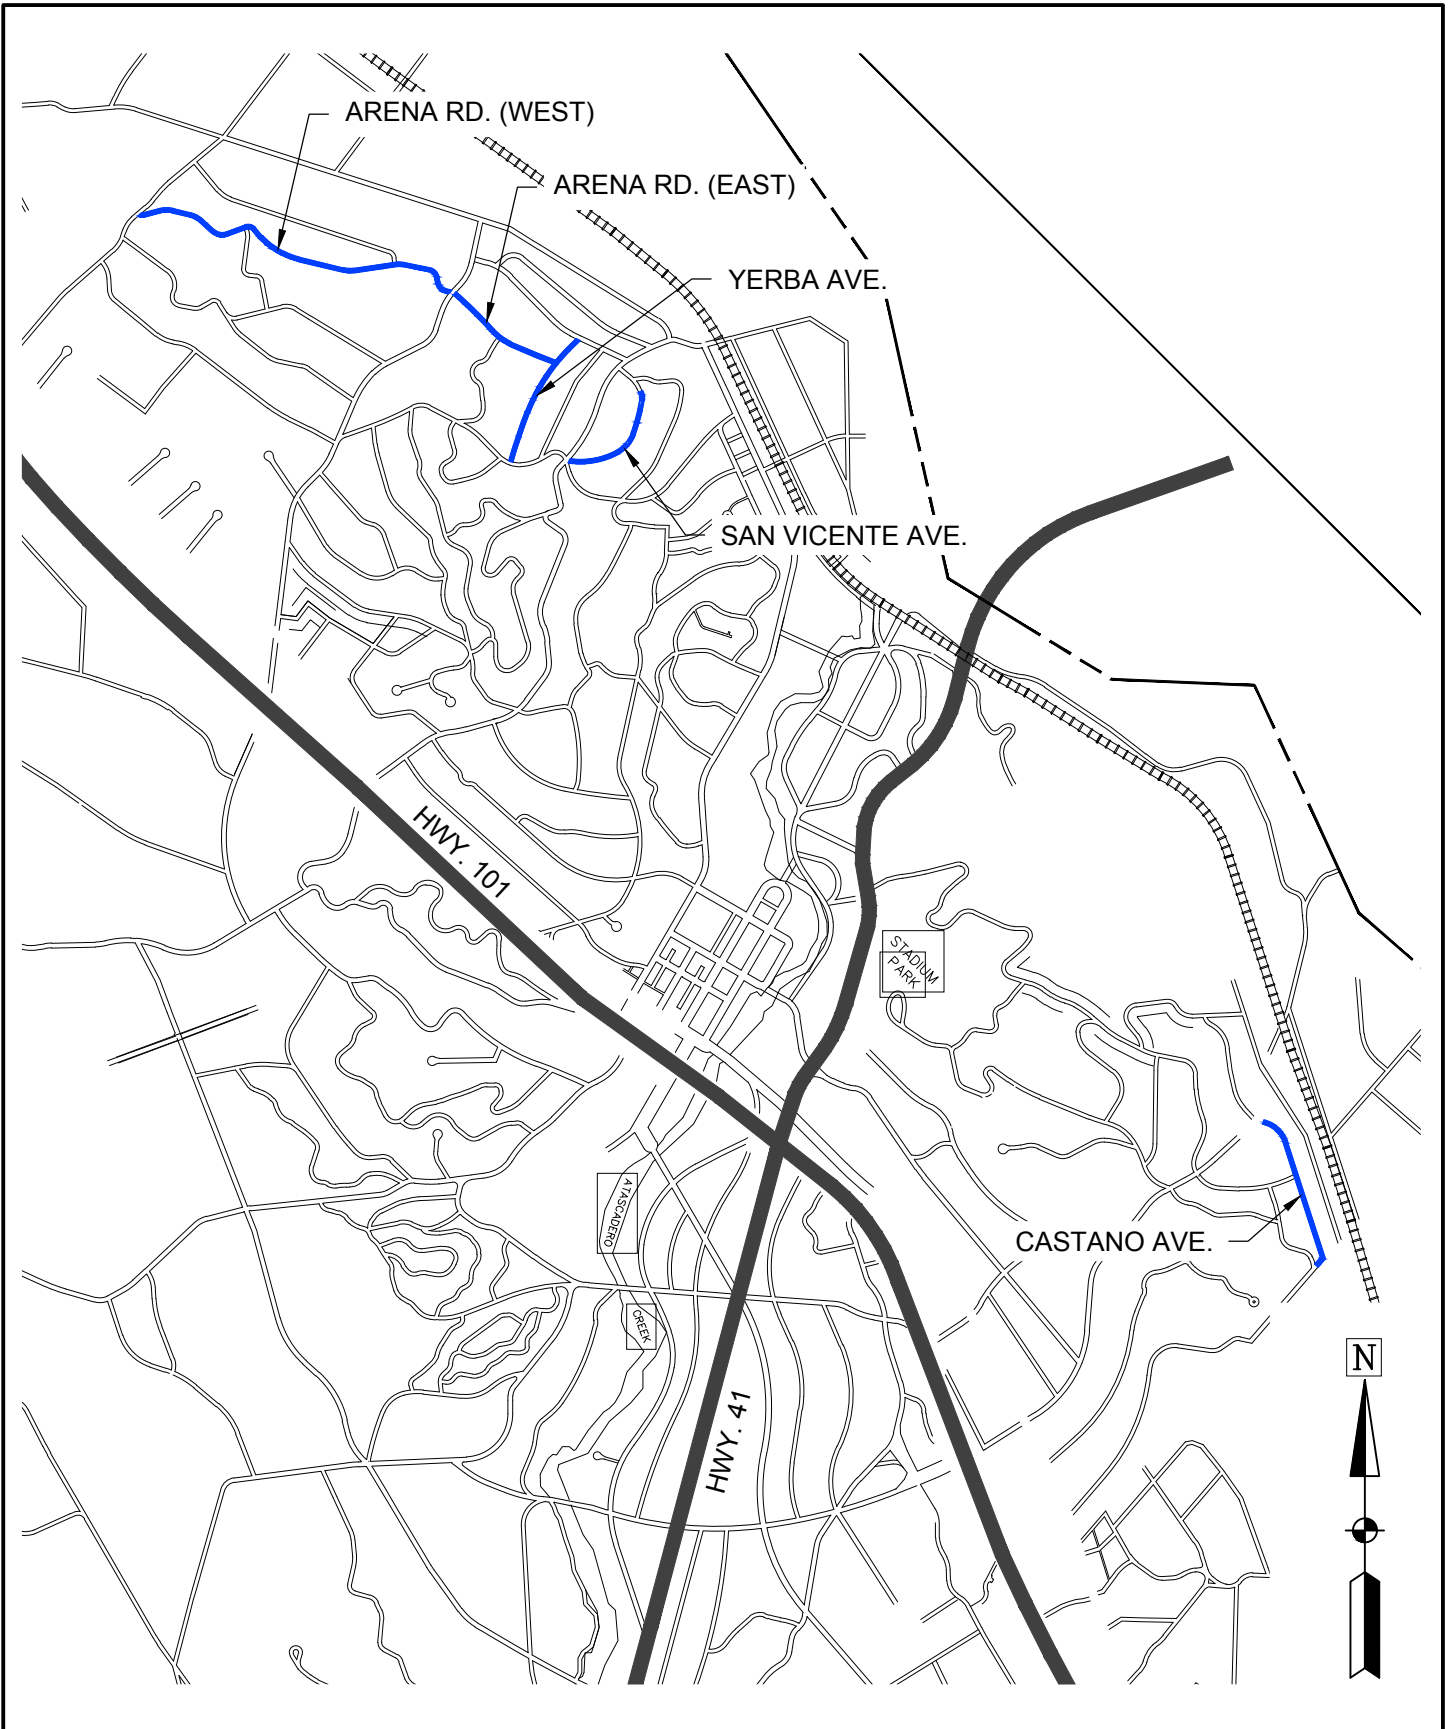 ARENA RD. (WEST)
ARENA RD. (EAST)
YERBA AVE.
SAN VICENTE AVE.
HWY. 101
STADIUM
PARK
ATASCADERO
CASTANO AVE.
CREEK
N
HWY. 41